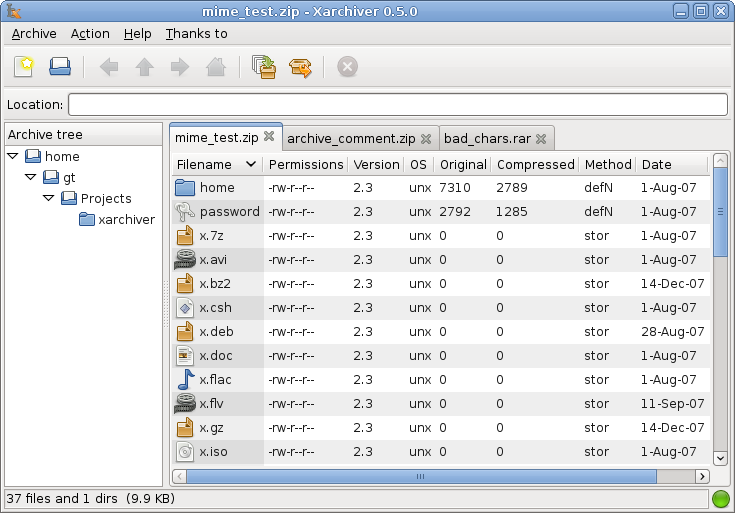 mime_test.zip - Xarchiver 0.5.0
Archive Action Help Thanks to
Location:
Archive tree
home
gt
Projects
xarchiver
mime_test.zip archive_comment.zip bad_chars.rar
Filename Permissions Version OS Original Compressed Method Date
home -rw-r--r-- 2.3 unx 7310 2789 defN 1-Aug-07
password -rw-r--r-- 2.3 unx 2792 1285 defN 1-Aug-07
x.7z -rw-r--r-- 2.3 unx 0 0 stor 1-Aug-07
x.avi -rw-r--r-- 2.3 unx 0 0 stor 1-Aug-07
x.bz2 -rw-r--r-- 2.3 unx 0 0 stor 14-Dec-07
x.csh -rw-r--r-- 2.3 unx 0 0 stor 1-Aug-07
x.deb -rw-r--r-- 2.3 unx 0 0 stor 28-Aug-07
x.doc -rw-r--r-- 2.3 unx 0 0 stor 1-Aug-07
x.flac -rw-r--r-- 2.3 unx 0 0 stor 1-Aug-07
x.flv -rw-r--r-- 2.3 unx 0 0 stor 11-Sep-07
x.gz -rw-r--r-- 2.3 unx 0 0 stor 14-Dec-07
x.iso -rw-r--r-- 2.3 unx 0 0 stor 1-Aug-07
37 files and 1 dirs (9.9 KB)